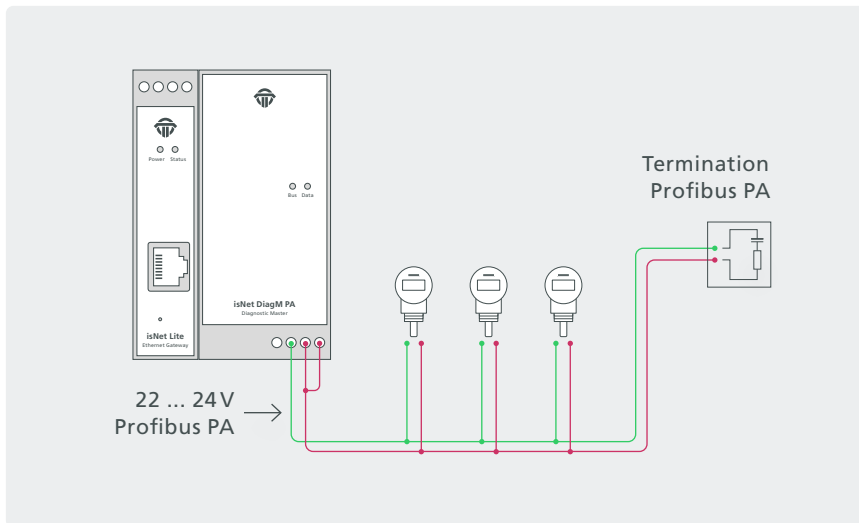 Power Status
Bus Data
isNet DiagM PA
Diagnostic Master
isNet Lite
Ethernet Gateway
Termination
Profibus PA
22 ... 24 V
Profibus PA